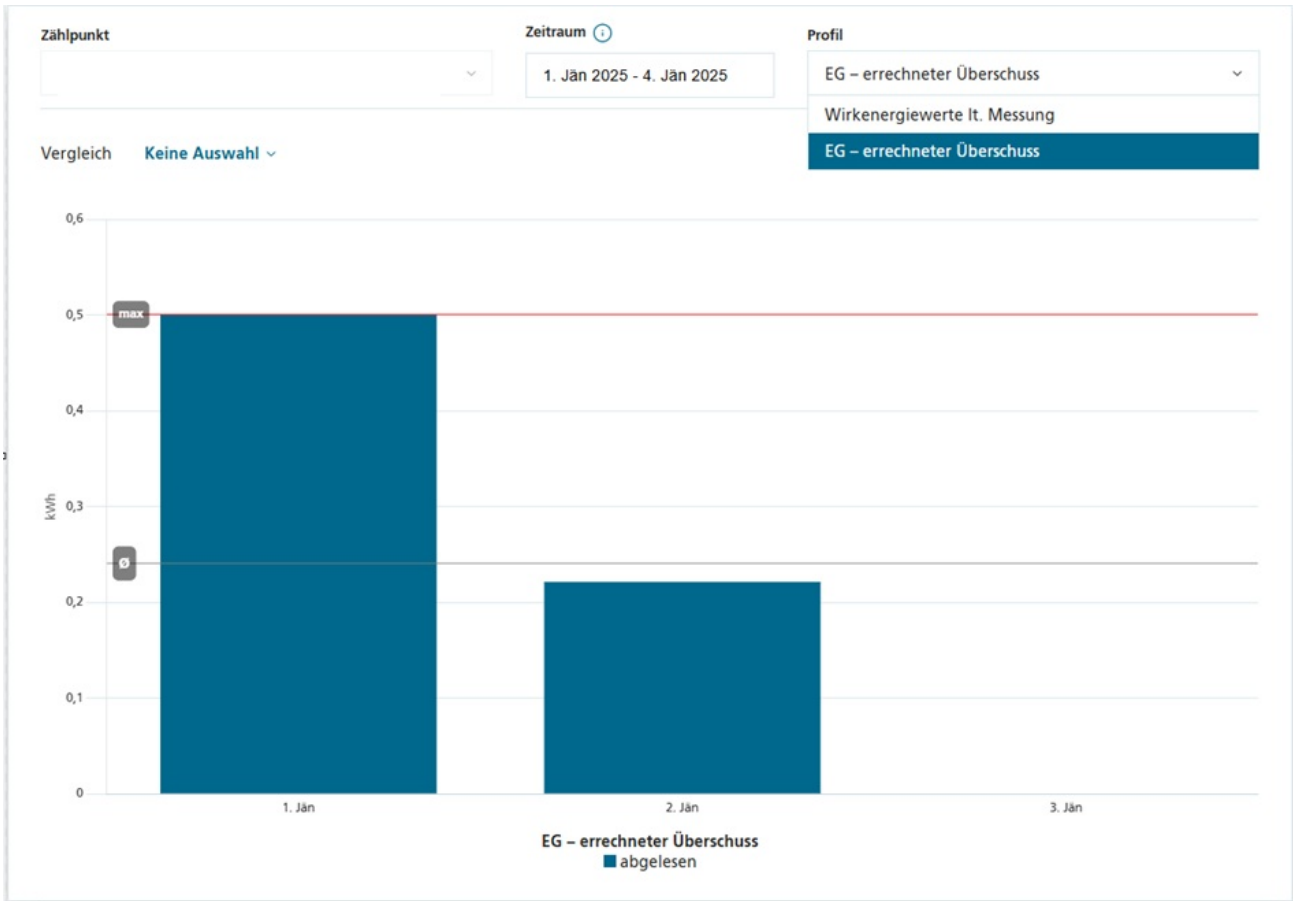 Zählpunkt
Zeitraum
Profil
1. Jän 2025 - 4. Jän 2025
EG – errechneter Überschuss
Wirkenergiewerte lt. Messung
EG – errechneter Überschuss
Vergleich Keine Auswahl
0,6
max
0,5
0,4
kWh
0,3
Ø
0,2
0,1
0
1. Jän
2. Jän
3. Jän
EG – errechneter Überschuss
abgelesen